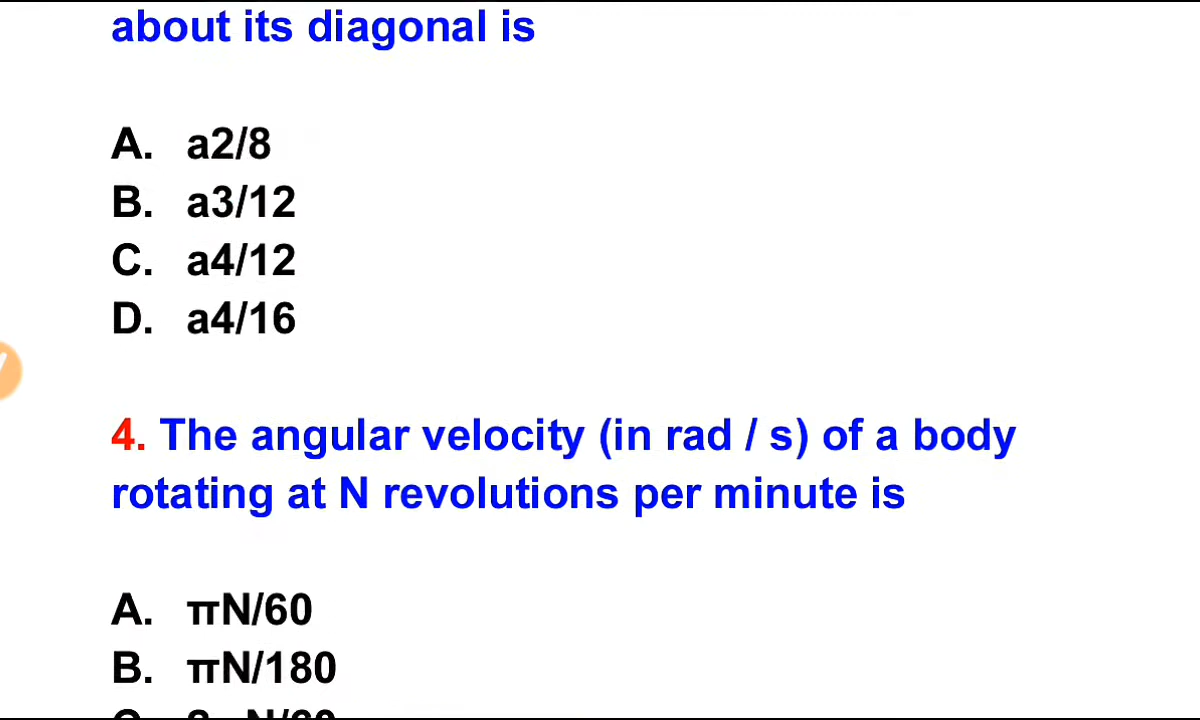 about its diagonal is
A. a2/8
B. a3/12
C. a4/12
D. a4/16
4. The angular velocity (in rad / s) of a body
rotating at N revolutions per minute is
A. πN/60
B. πN/180